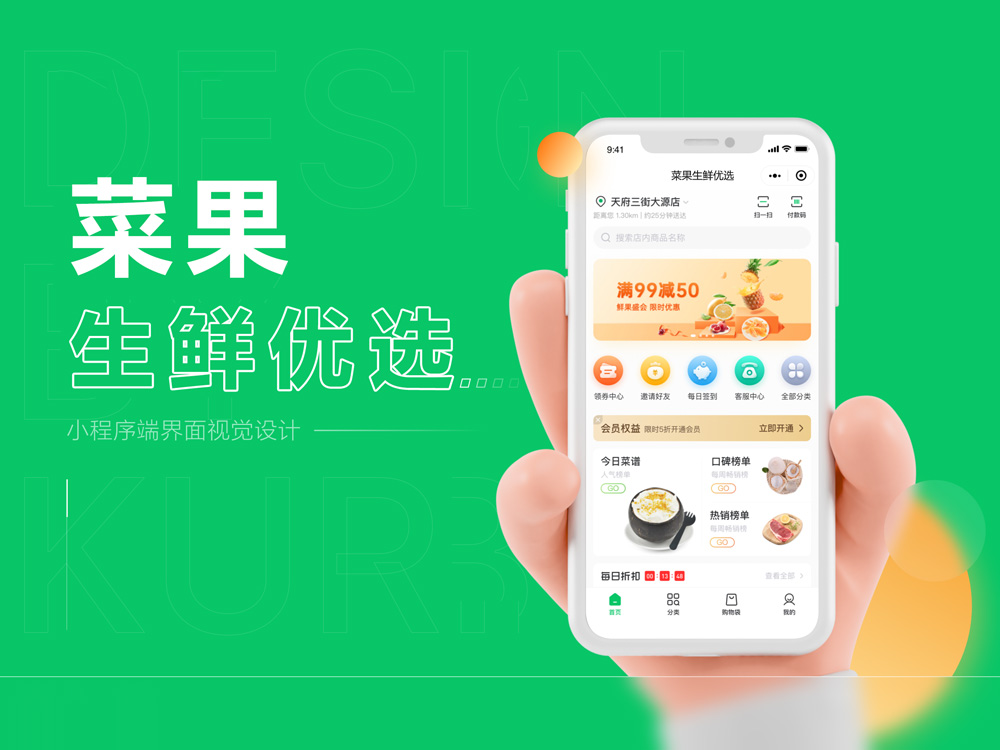 DESIGN
菜果
生鲜优选
小程序端界面视觉设计
BY
9:41
菜果生鲜优选
天府三街大源店
扫一扫
付款码
距离您 1.30km | 约25分钟送达
搜索店内商品名称
满99减50
鲜果盛会 限时优惠
领券中心
邀请好友
每日签到
客服中心
全部分类
会员权益 限时5折开通会员
立即开通
今日菜谱
人气榜单
GO
口碑榜单
每周畅销榜
GO
热销榜单
每周畅销榜
GO
每日折扣 00:13:48
查看全部
首页
分类
购物袋
我的